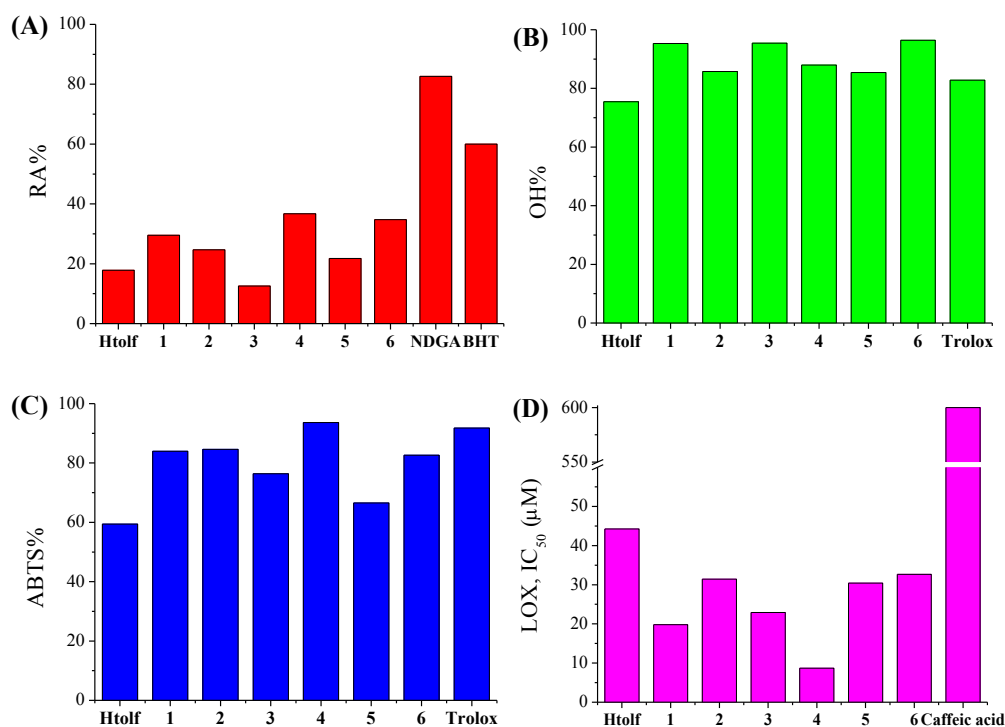 (A)
RA%
100
80
60
40
20
0
Htolf 1 2 3 4 5 6 NDGA BHT
(B)
OH%
100
80
60
40
20
0
Htolf 1 2 3 4 5 6 Trolox
(C)
ABTS%
100
80
60
40
20
0
Htolf 1 2 3 4 5 6 Trolox
(D)
LOX, IC50 (μM)
600
550
50
40
30
20
10
0
Htolf 1 2 3 4 5 6 Caffeic acid